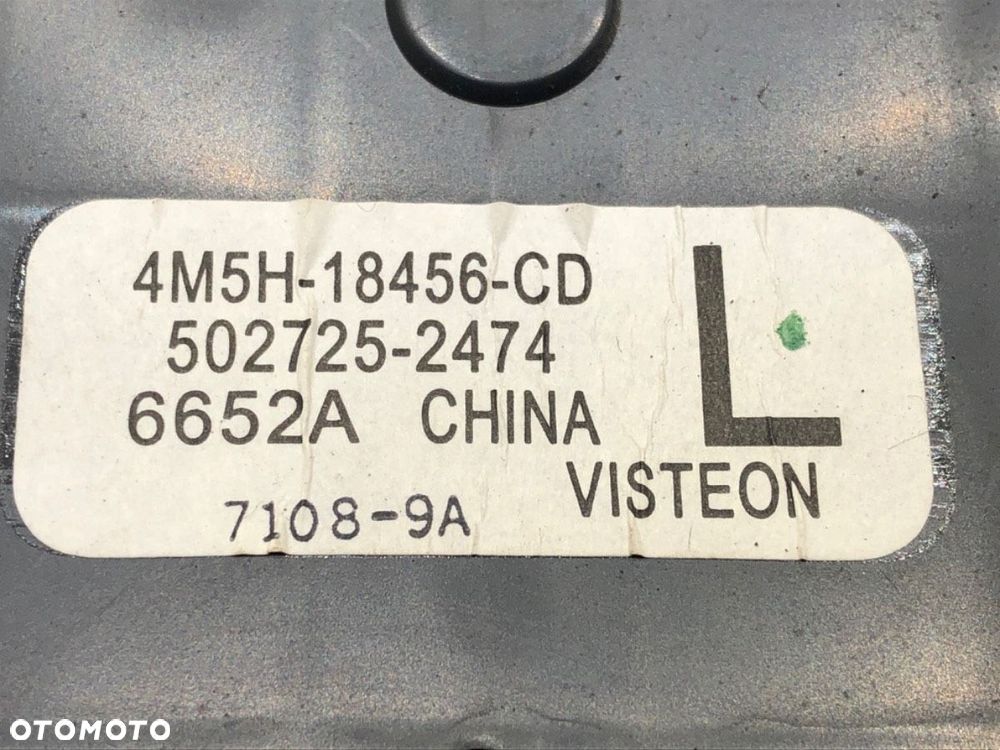 4M5H-18456-CD
502725-2474
6652A CHINA
L
VISTEON
7108-9A
OTOMOTO